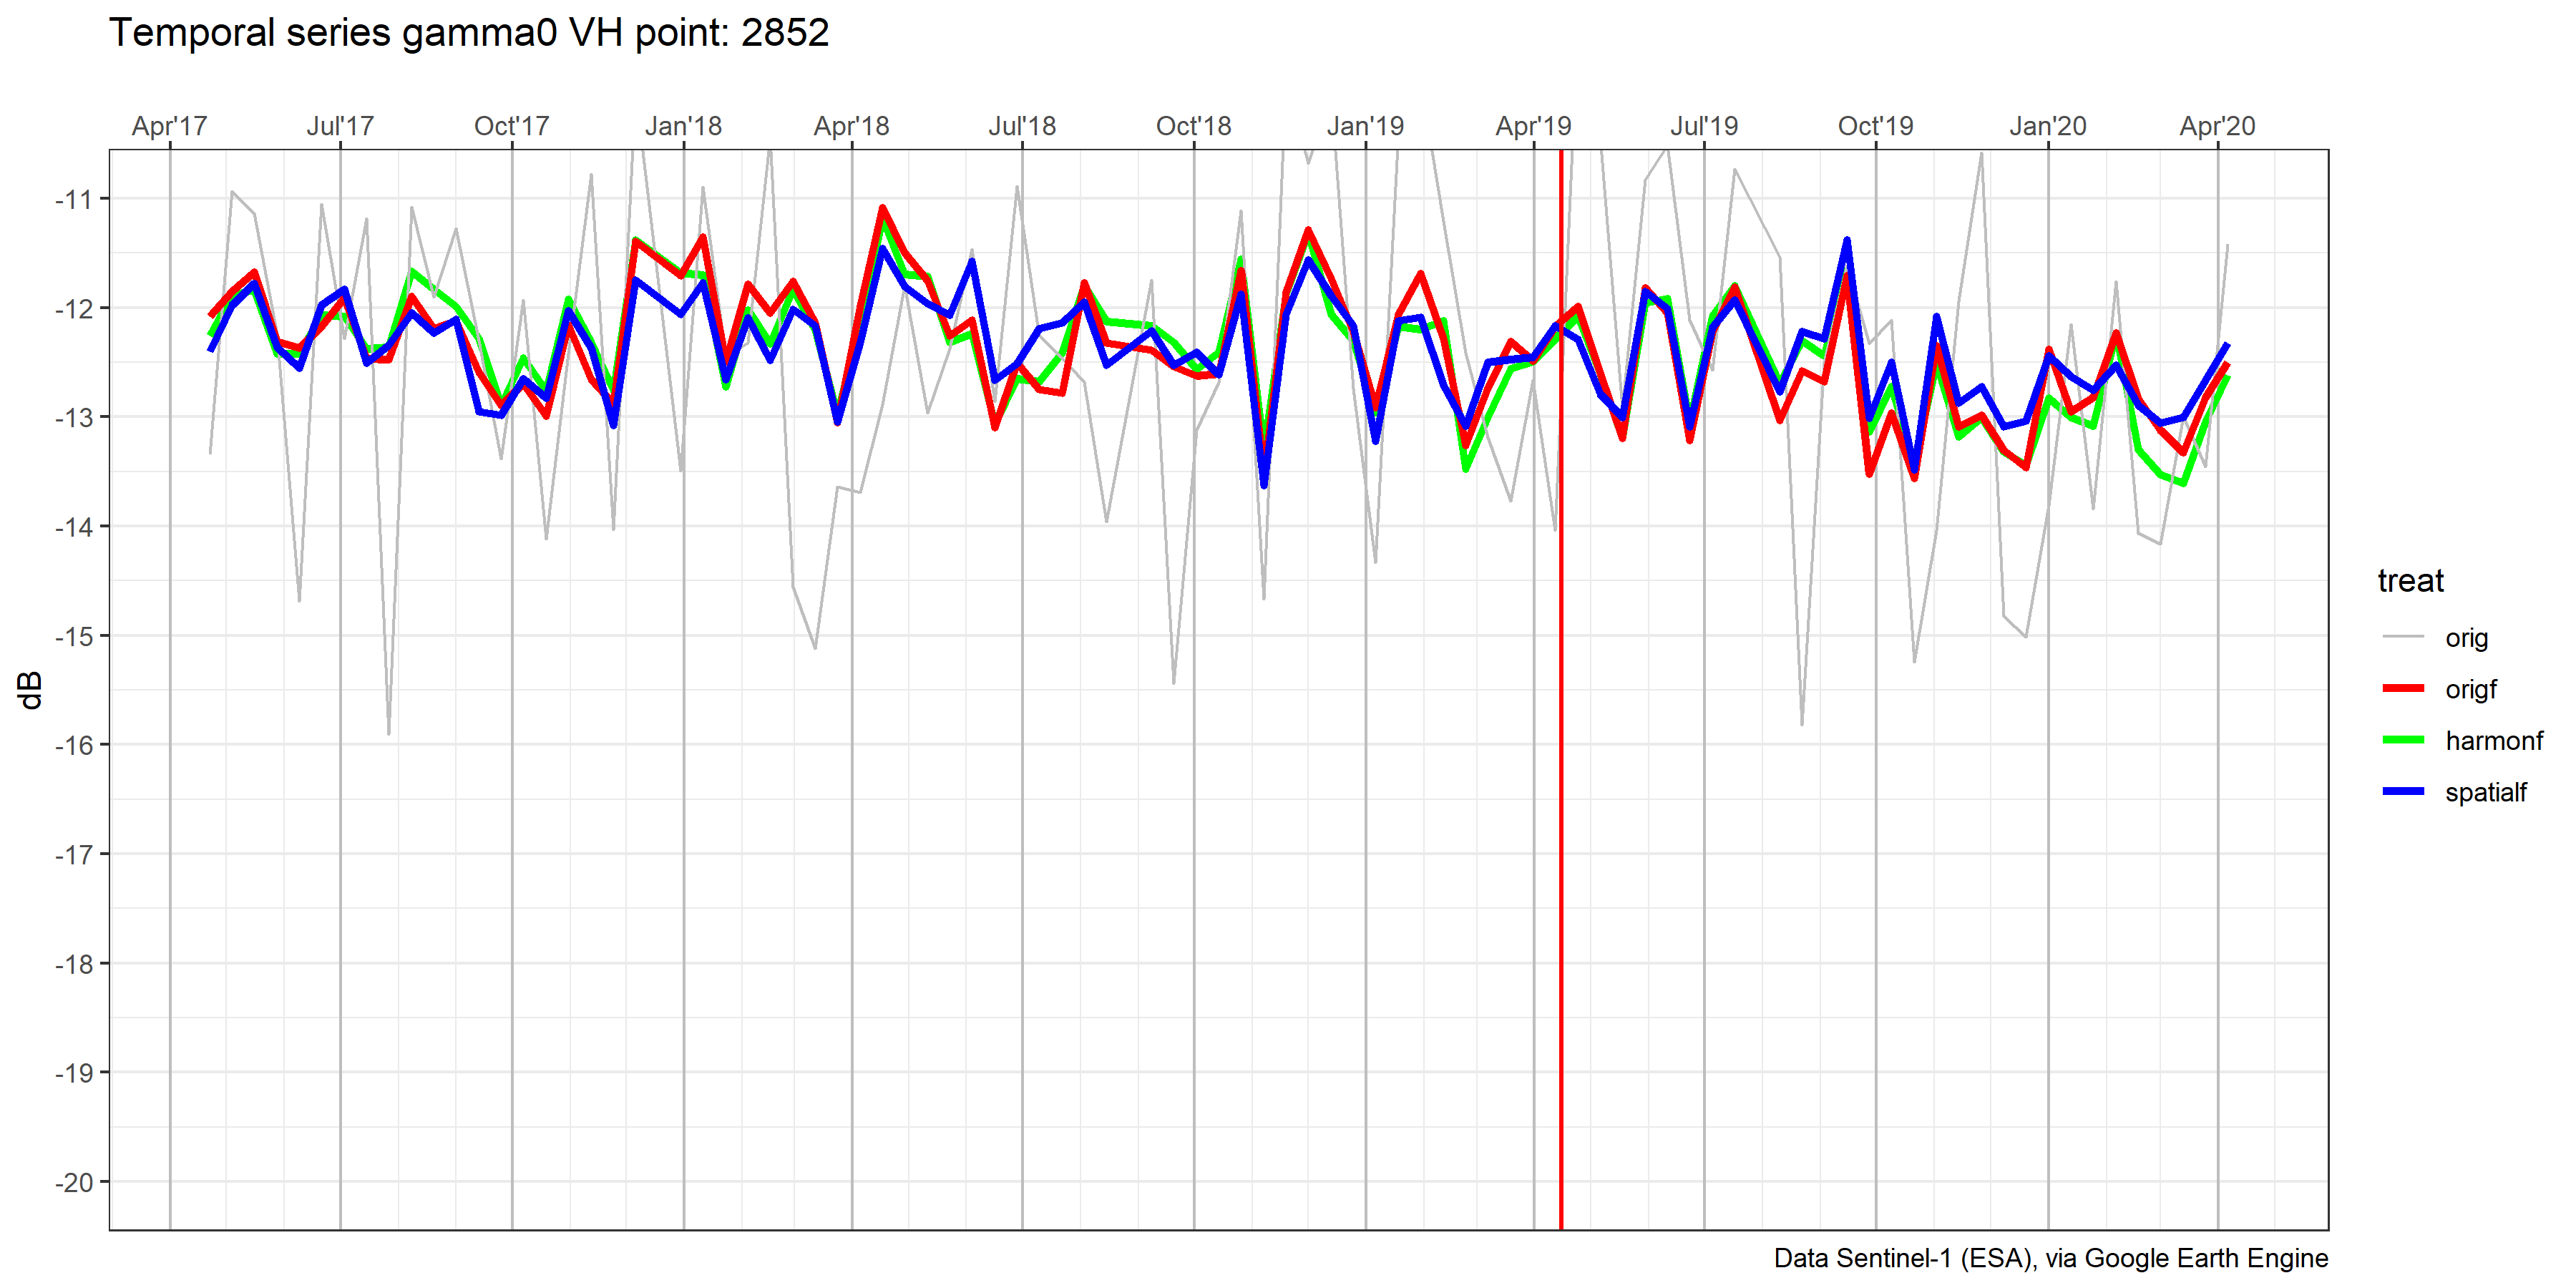 Temporal series gamma0 VH point: 2852
Apr'17 Jul'17 Oct'17 Jan'18 Apr'18 Jul'18 Oct'18 Jan'19 Apr'19 Jul'19 Oct'19 Jan'20 Apr'20
-11
-12
-13
-14
-15
-16
-17
-18
-19
-20
dB
treat
orig
origf
harmonf
spatialf
Data Sentinel-1 (ESA), via Google Earth Engine